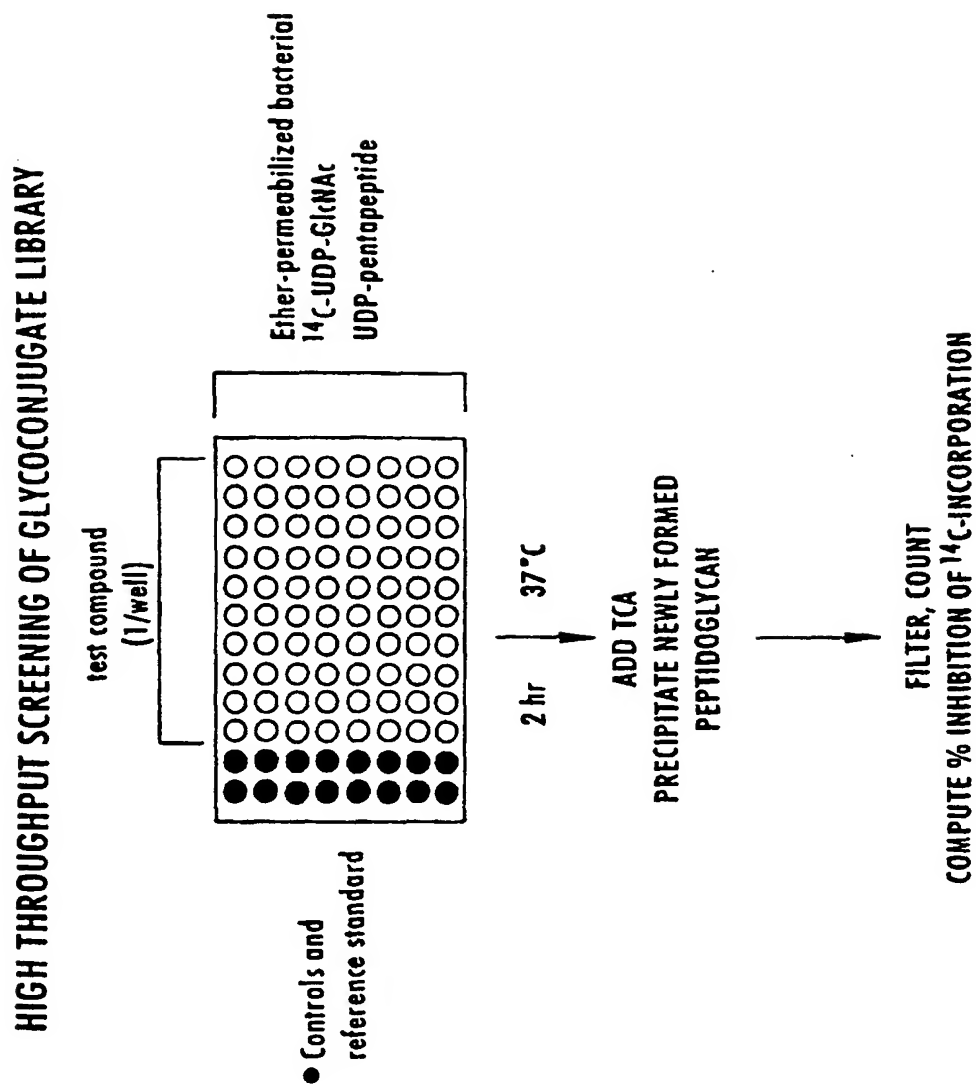 HIGH THROUGHPUT SCREENING OF GLYCOCONJUGATE LIBRARY
test compound
(1/well)
● Controls and
reference standard
Ether-permeabilized bacterial
¹⁴C-UDP-GlcNAc
UDP-pentapeptide
2 hr 37°C
ADD TCA
PRECIPITATE NEWLY FORMED
PEPTIDOGLYCAN
FILTER, COUNT
COMPUTE % INHIBITION OF ¹⁴C-INCORPORATION